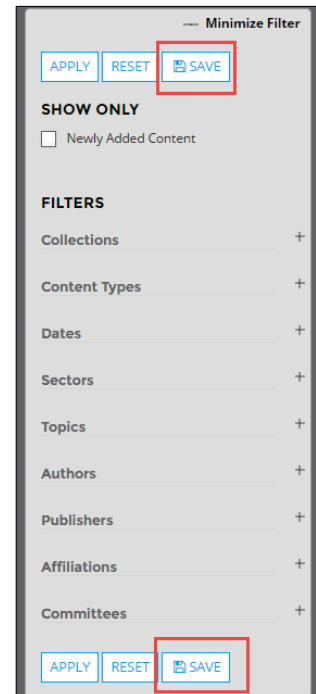 — Minimize Filter
APPLY RESET SAVE
SHOW ONLY
Newly Added Content
FILTERS
Collections +
Content Types +
Dates +
Sectors +
Topics +
Authors +
Publishers +
Affiliations +
Committees +
APPLY RESET SAVE